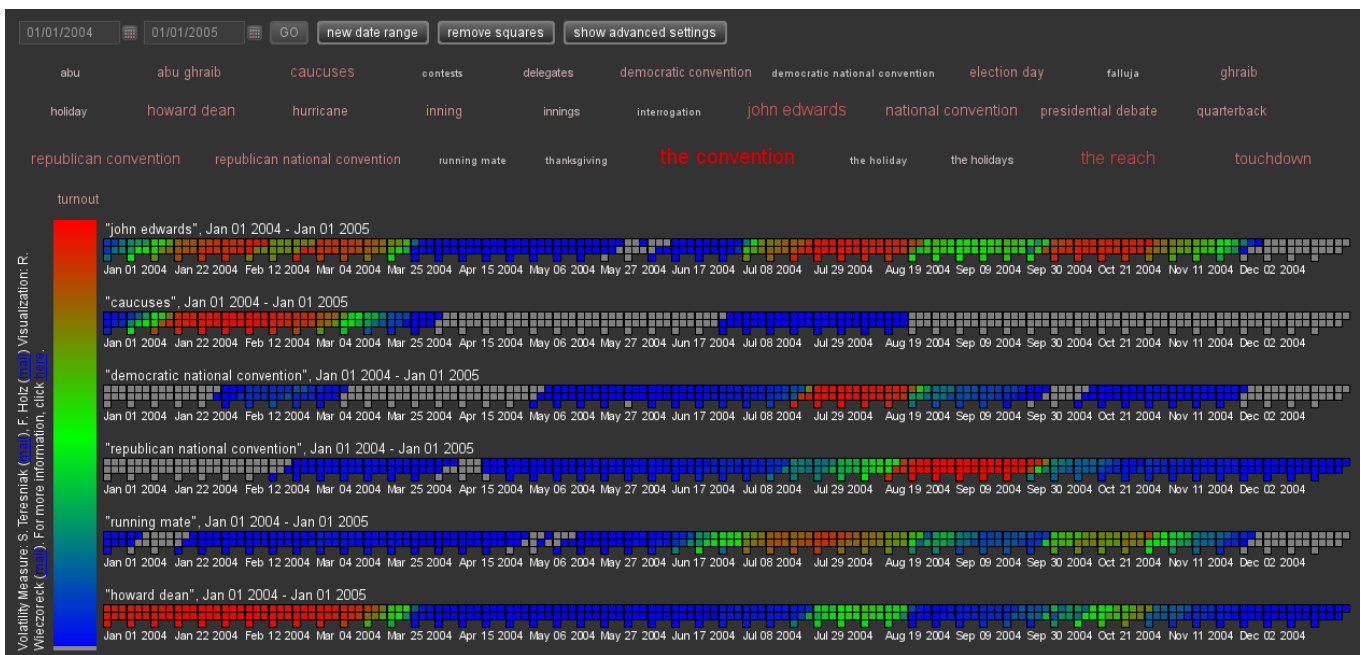 01/01/2004 01/01/2005 GO new date range remove squares show advanced settings
abu abu ghraib caucuses contests delegates democratic convention democratic national convention election day falluja ghraib
holiday howard dean hurricane inning innings interrogation john edwards national convention presidential debate quarterback
republican convention republican national convention running mate thanksgiving the convention the holiday the holidays the reach touchdown
turnout
Volatility Measure: S. Teresniak (mail), F. Holz (mail) Visualization: R.
Wieczoreck (mail). For more information, click here.
"john edwards", Jan 01 2004 - Jan 01 2005
Jan 01 2004 Jan 22 2004 Feb 12 2004 Mar 04 2004 Mar 25 2004 Apr 15 2004 May 06 2004 May 27 2004 Jun 17 2004 Jul 08 2004 Jul 29 2004 Aug 19 2004 Sep 09 2004 Sep 30 2004 Oct 21 2004 Nov 11 2004 Dec 02 2004
"caucuses", Jan 01 2004 - Jan 01 2005
Jan 01 2004 Jan 22 2004 Feb 12 2004 Mar 04 2004 Mar 25 2004 Apr 15 2004 May 06 2004 May 27 2004 Jun 17 2004 Jul 08 2004 Jul 29 2004 Aug 19 2004 Sep 09 2004 Sep 30 2004 Oct 21 2004 Nov 11 2004 Dec 02 2004
"democratic national convention", Jan 01 2004 - Jan 01 2005
Jan 01 2004 Jan 22 2004 Feb 12 2004 Mar 04 2004 Mar 25 2004 Apr 15 2004 May 06 2004 May 27 2004 Jun 17 2004 Jul 08 2004 Jul 29 2004 Aug 19 2004 Sep 09 2004 Sep 30 2004 Oct 21 2004 Nov 11 2004 Dec 02 2004
"republican national convention", Jan 01 2004 - Jan 01 2005
Jan 01 2004 Jan 22 2004 Feb 12 2004 Mar 04 2004 Mar 25 2004 Apr 15 2004 May 06 2004 May 27 2004 Jun 17 2004 Jul 08 2004 Jul 29 2004 Aug 19 2004 Sep 09 2004 Sep 30 2004 Oct 21 2004 Nov 11 2004 Dec 02 2004
"running mate", Jan 01 2004 - Jan 01 2005
Jan 01 2004 Jan 22 2004 Feb 12 2004 Mar 04 2004 Mar 25 2004 Apr 15 2004 May 06 2004 May 27 2004 Jun 17 2004 Jul 08 2004 Jul 29 2004 Aug 19 2004 Sep 09 2004 Sep 30 2004 Oct 21 2004 Nov 11 2004 Dec 02 2004
"howard dean", Jan 01 2004 - Jan 01 2005
Jan 01 2004 Jan 22 2004 Feb 12 2004 Mar 04 2004 Mar 25 2004 Apr 15 2004 May 06 2004 May 27 2004 Jun 17 2004 Jul 08 2004 Jul 29 2004 Aug 19 2004 Sep 09 2004 Sep 30 2004 Oct 21 2004 Nov 11 2004 Dec 02 2004